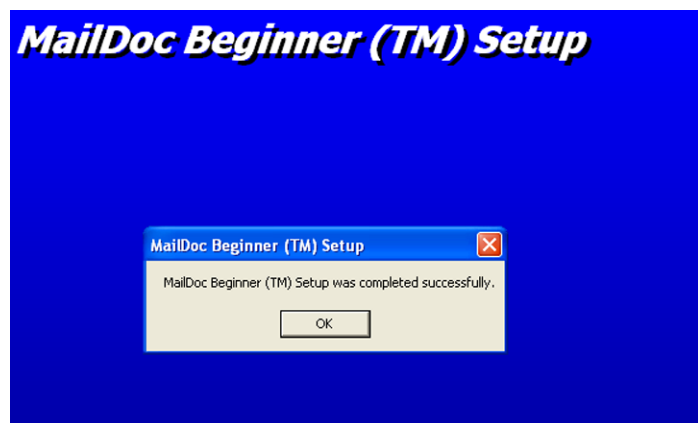 MailDoc Beginner (TM) Setup
MailDoc Beginner (TM) Setup
MailDoc Beginner (TM) Setup was completed successfully.
OK